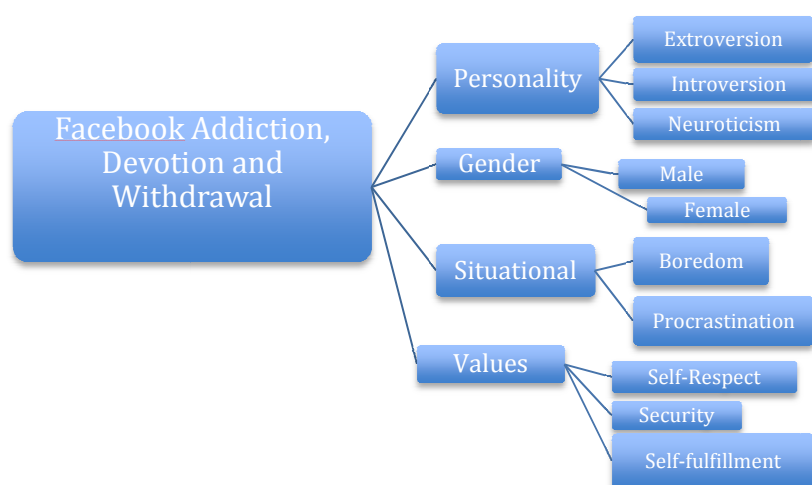 Facebook Addiction,
Devotion and
Withdrawal
Personality
Extroversion
Introversion
Neuroticism
Gender
Male
Female
Situational
Boredom
Procrastination
Values
Self-Respect
Security
Self-fulfillment